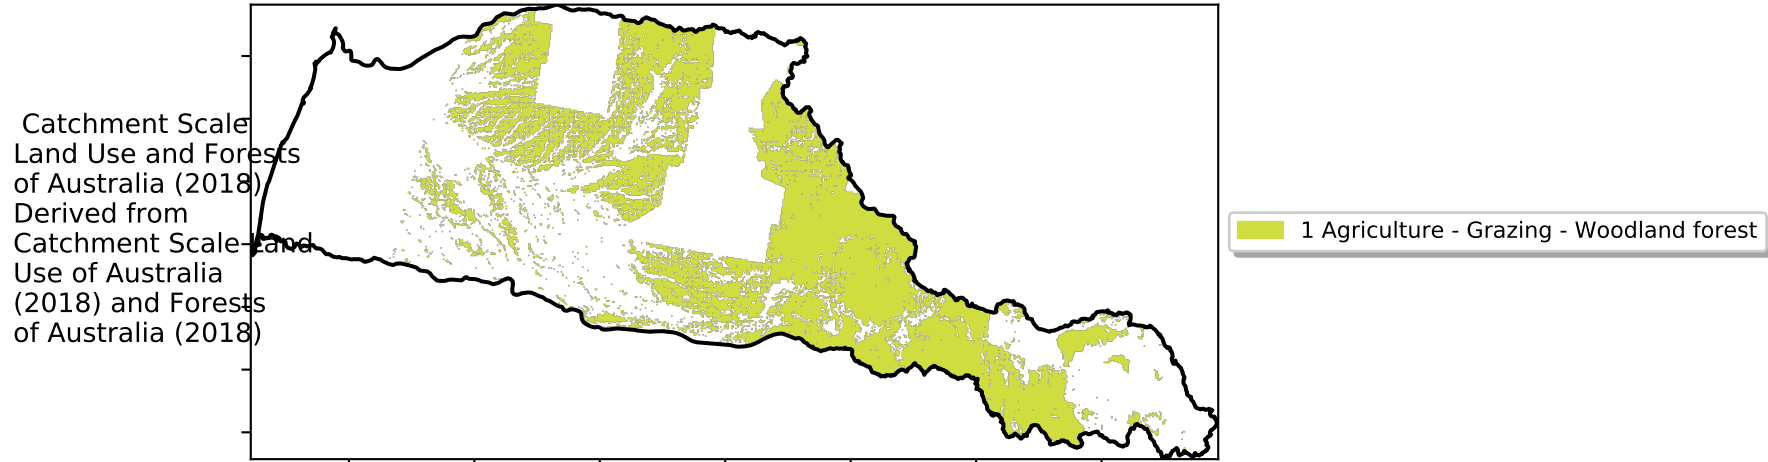 Catchment Scale
Land Use and Forests
of Australia (2018)
Derived from
Catchment Scale Land
Use of Australia
(2018) and Forests
of Australia (2018)
1 Agriculture - Grazing - Woodland forest